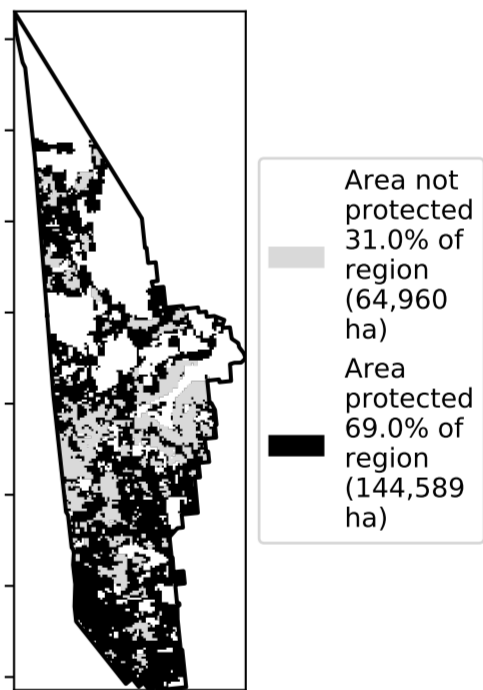 Area not
protected
31.0% of
region
(64,960
ha)
Area
protected
69.0% of
region
(144,589
ha)